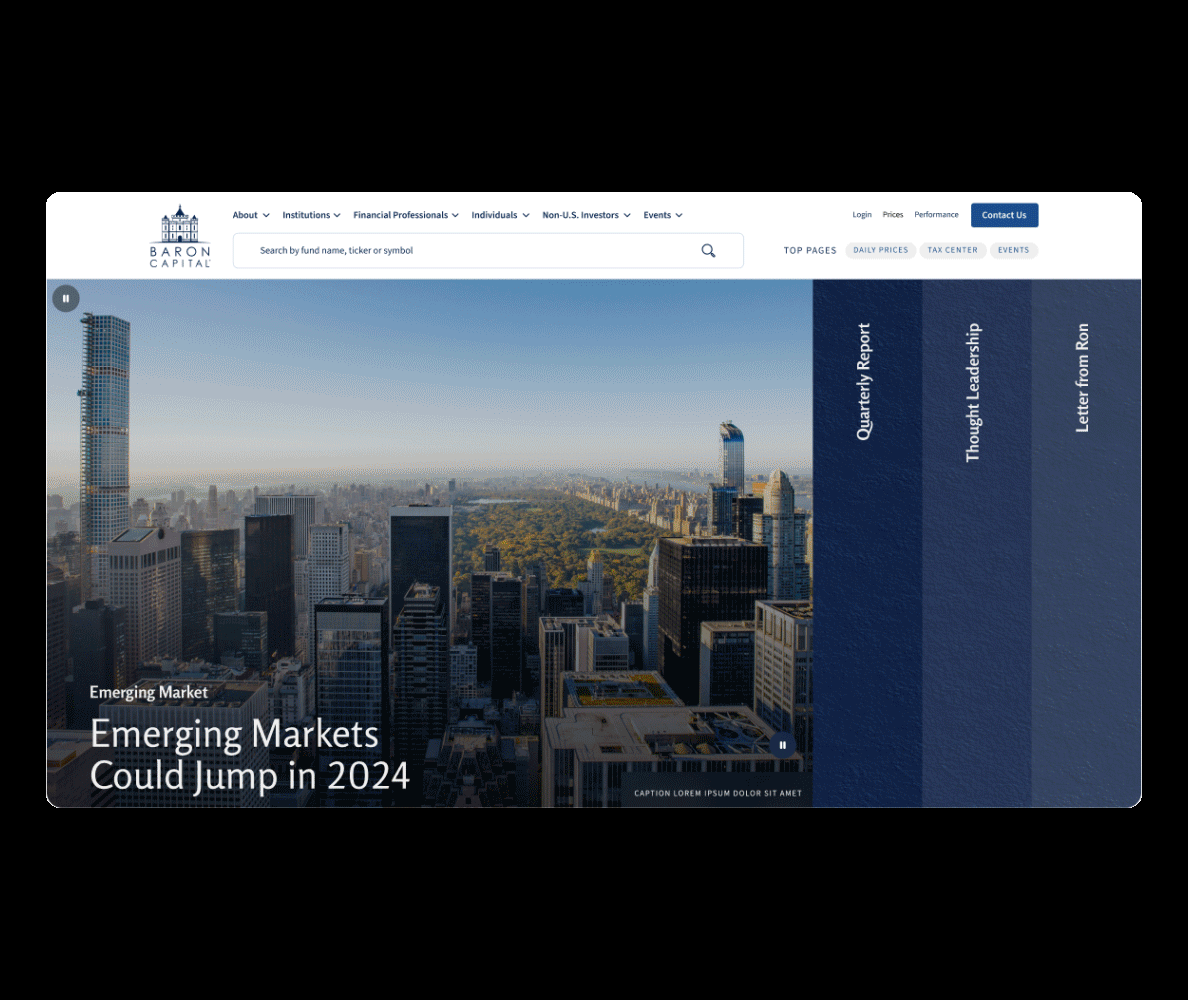 BARON
CAPITAL
About
Institutions
Financial Professionals
Individuals
Non-U.S. Investors
Events
Login
Prices
Performance
Contact Us
Search by fund name, ticker or symbol
TOP PAGES
DAILY PRICES
TAX CENTER
EVENTS
Quarterly Report
Thought Leadership
Letter from Ron
Emerging Market
Emerging Markets
Could Jump in 2024
CAPTION LOREM IPSUM DOLOR SIT AMET